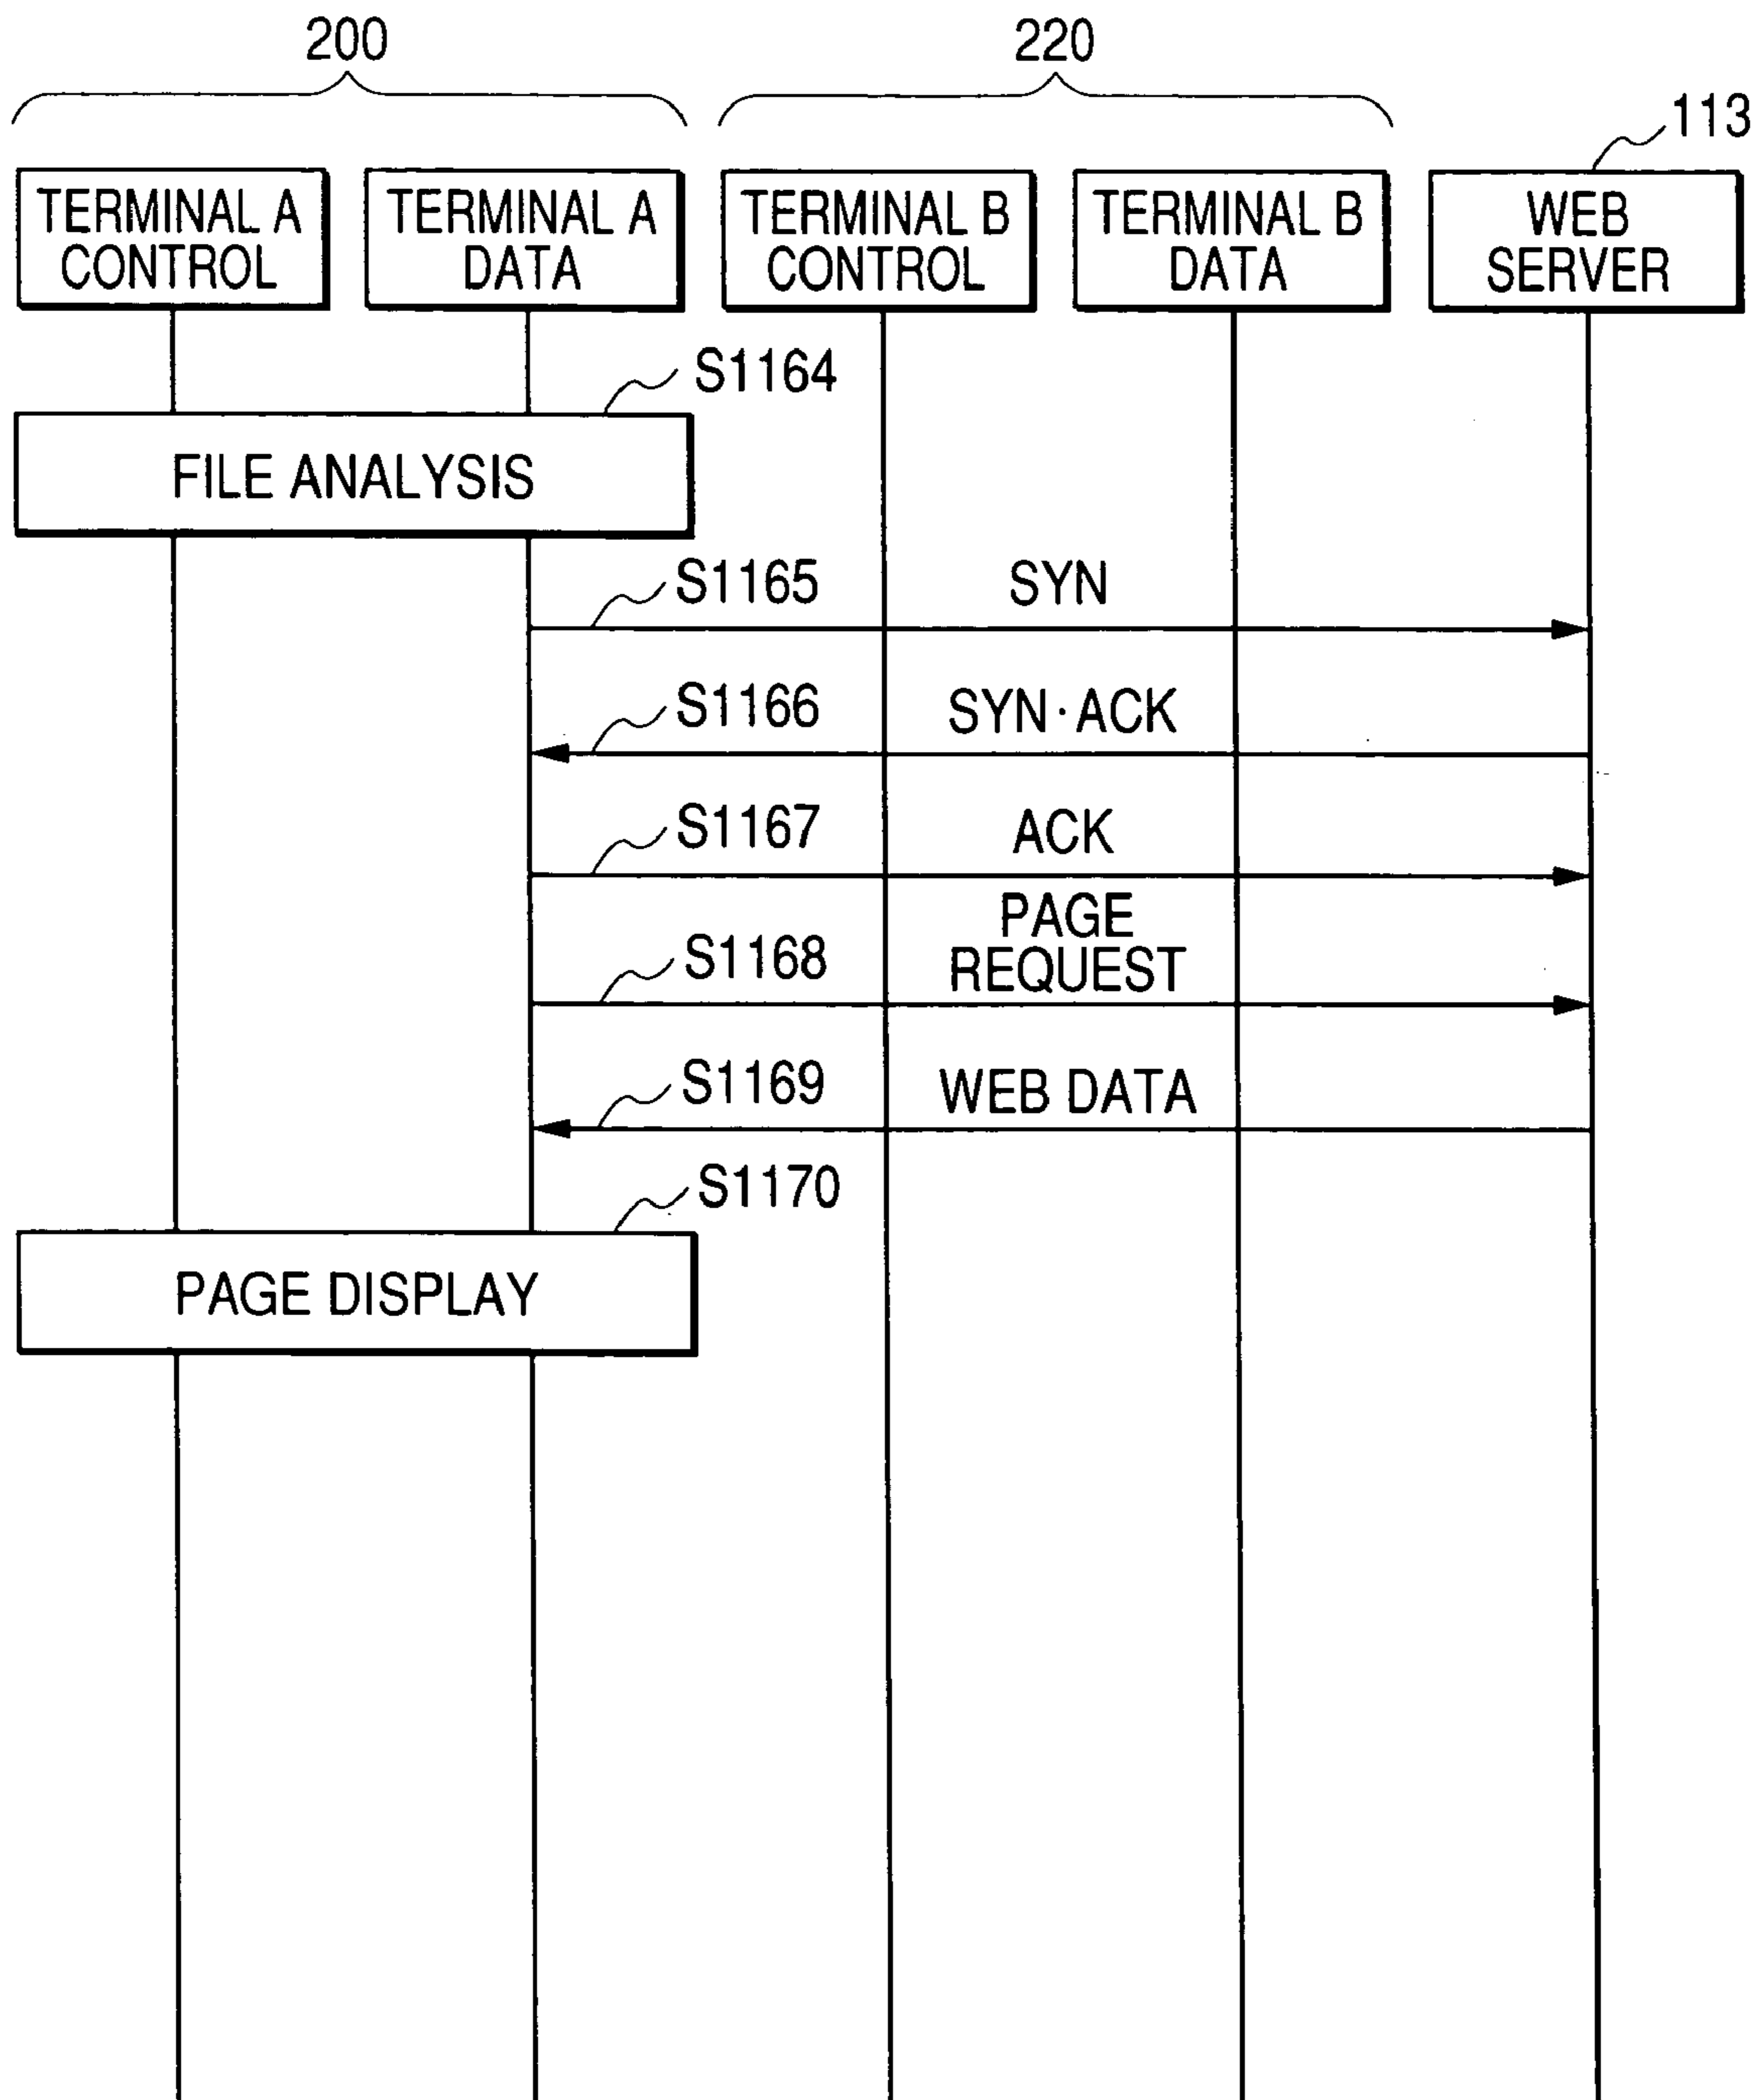 200
220
113
TERMINAL A
CONTROL
TERMINAL A
DATA
TERMINAL B
CONTROL
TERMINAL B
DATA
WEB
SERVER
S1164
FILE ANALYSIS
S1165
SYN
S1166
SYN·ACK
S1167
ACK
PAGE
REQUEST
S1168
S1169
WEB DATA
S1170
PAGE DISPLAY